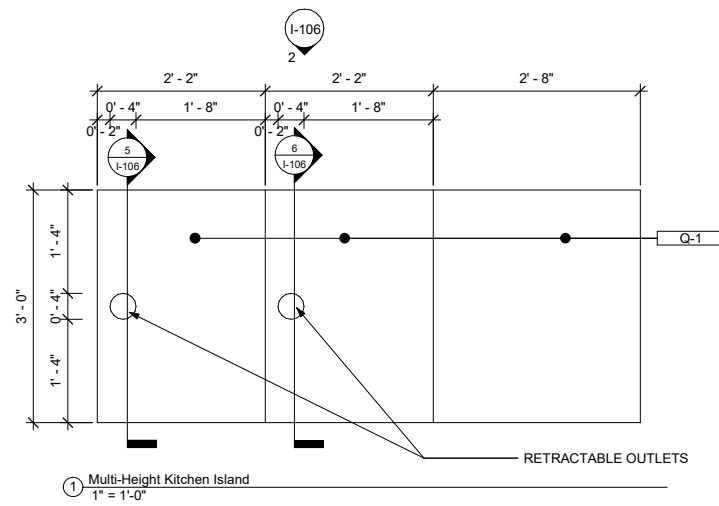 I-106
2
2' - 2"
2' - 2"
2' - 8"
0' - 4"
1' - 8"
0' - 4"
1' - 8"
0' - 2"
0' - 2"
5
I-106
6
I-106
3' - 0"
1' - 4"
0' - 4"
1' - 4"
Q-1
RETRACTABLE OUTLETS
1
Multi-Height Kitchen Island
1" = 1'-0"